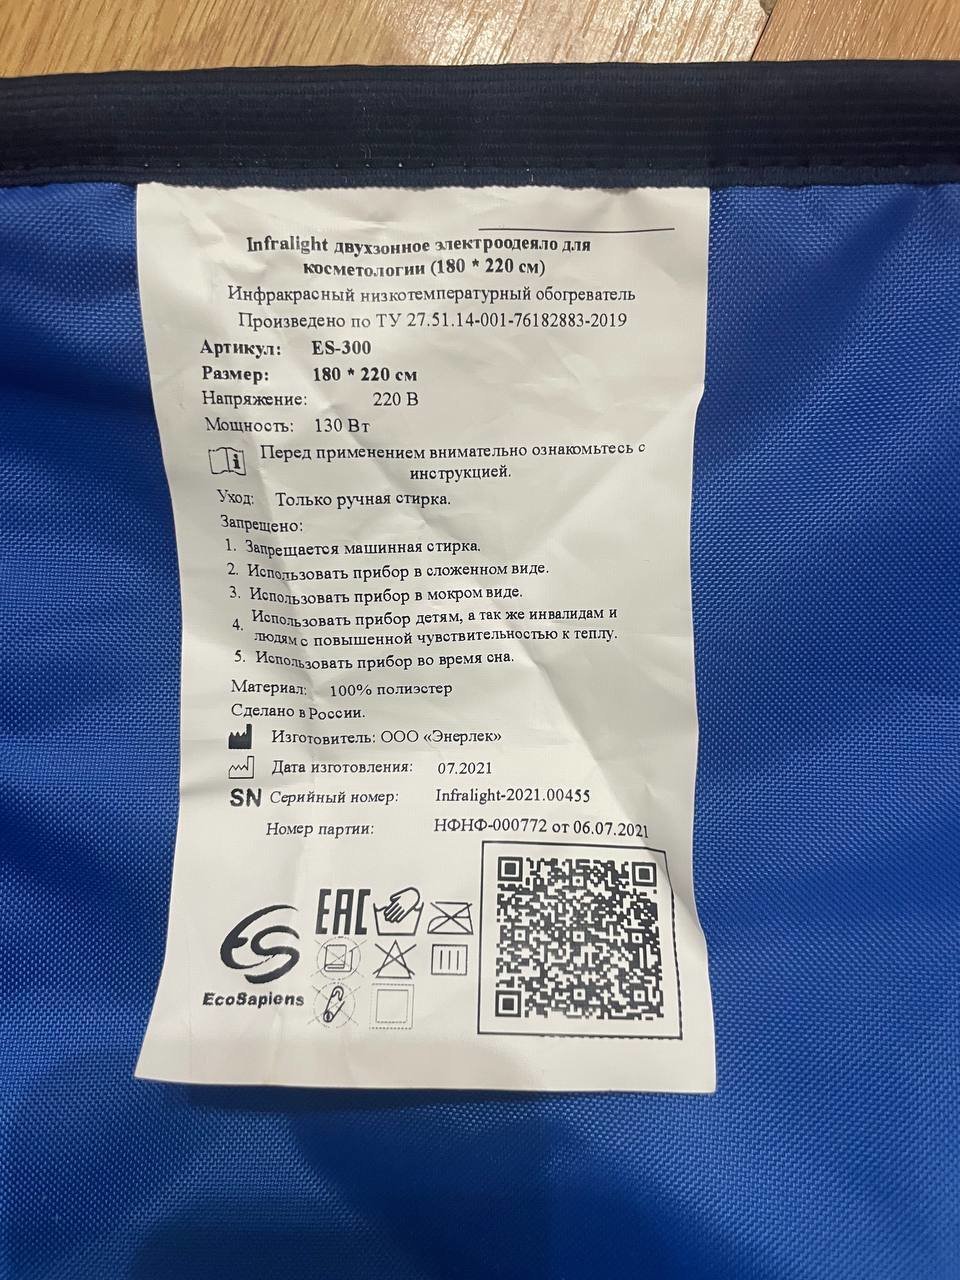 Infralight двухзонное электроодеяло для
косметологии (180 * 220 см)
Инфракрасный низкотемпературный обогреватель
Произведено по ТУ 27.51.14-001-76182883-2019
Артикул: ES-300
Размер: 180 * 220 см
Напряжение: 220 В
Мощность: 130 Вт
Перед применением внимательно ознакомьтесь с
инструкцией.
Уход: Только ручная стирка.
Запрещено:
1. Запрещается машинная стирка.
2. Использовать прибор в сложенном виде.
3. Использовать прибор в мокром виде.
4. Использовать прибор детям, а так же инвалидам и
людям с повышенной чувствительностью к теплу.
5. Использовать прибор во время сна.
Материал: 100% полиэстер
Сделано в России.
Изготовитель: ООО «Энерлек»
Дата изготовления: 07.2021
SN Серийный номер: Infralight-2021.00455
Номер партии: НФНФ-000772 от 06.07.2021
EAC
ES
EcoSapiens